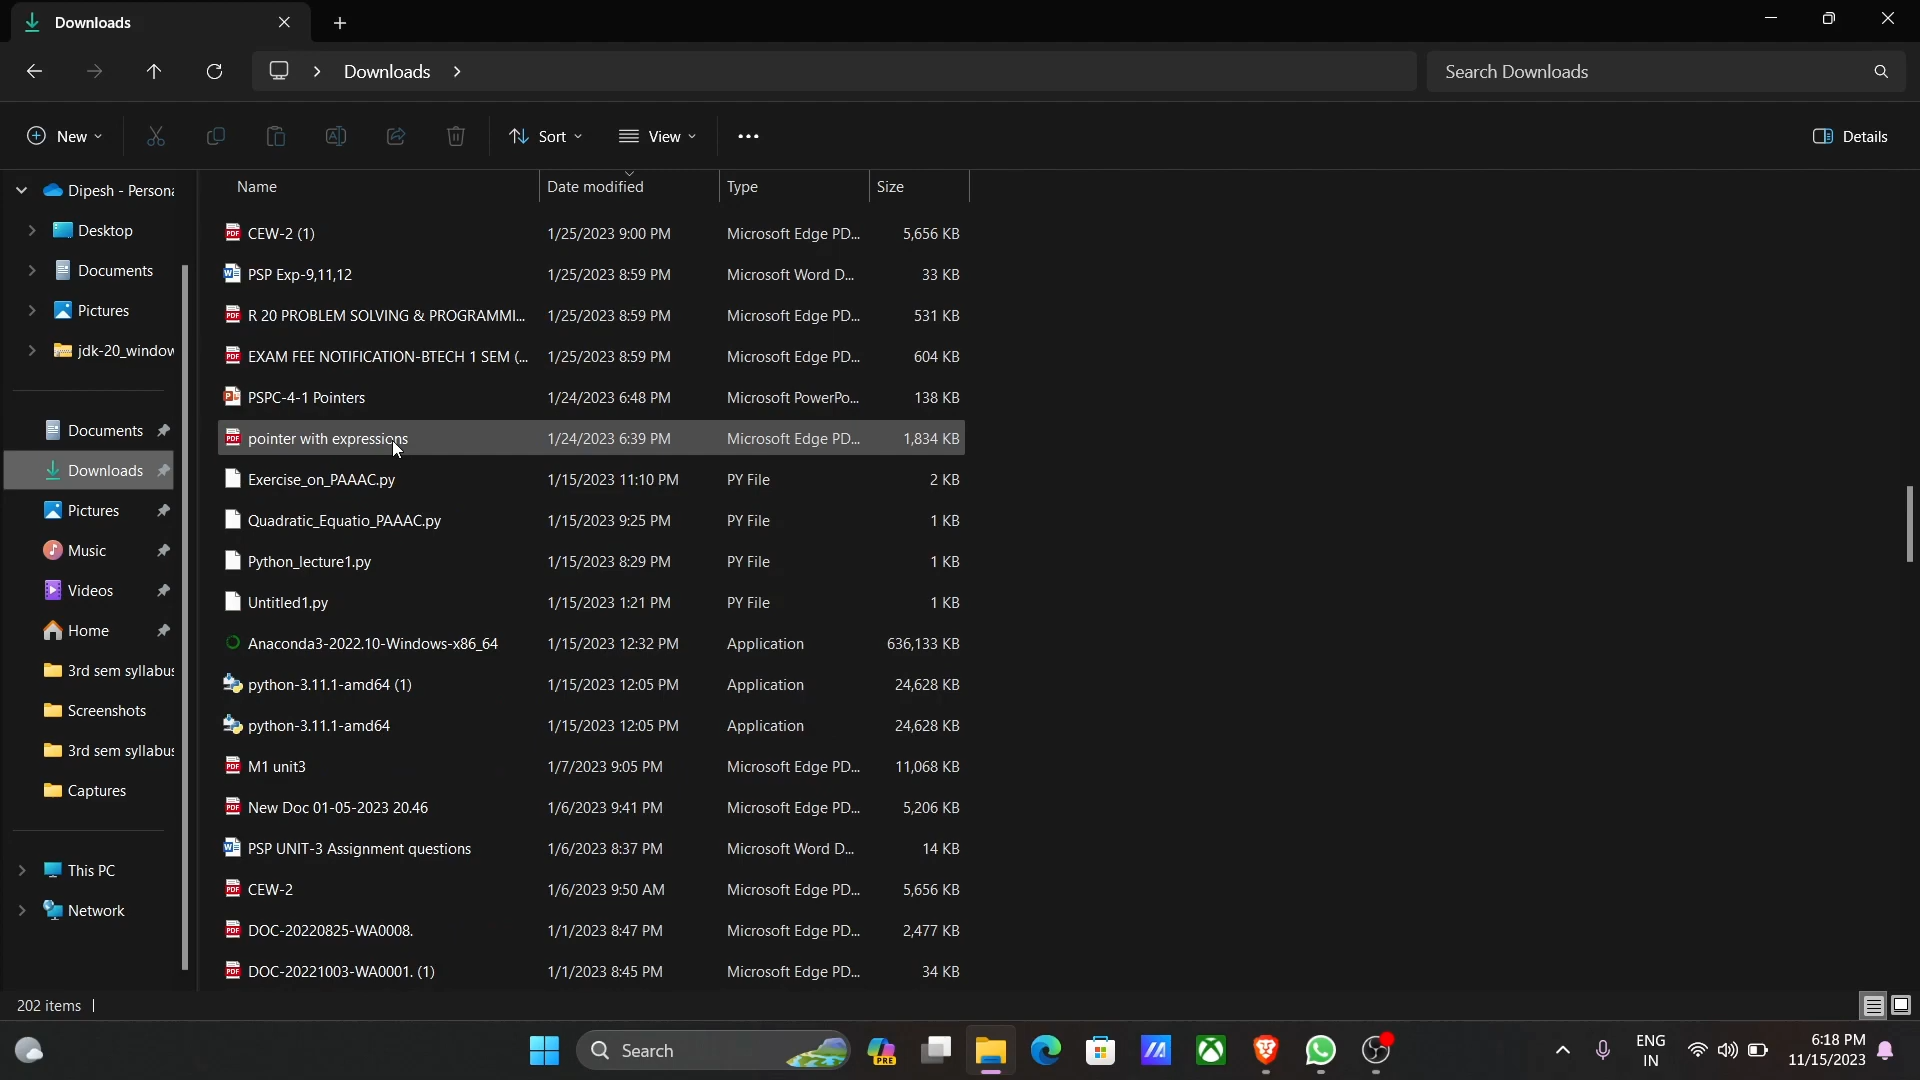 Downloads
Downloads
Search Downloads
New
Sort
View
Details
Dipesh - Persona
Desktop
Documents
Pictures
jdk-20_window
Documents
Downloads
Pictures
Music
Videos
Home
3rd sem syllabus
Screenshots
3rd sem syllabus
Captures
This PC
Network
Name Date modified Type Size
CEW-2 (1) 1/25/2023 9:00 PM Microsoft Edge PD... 5,656 KB
PSP Exp-9,11,12 1/25/2023 8:59 PM Microsoft Word D... 33 KB
R 20 PROBLEM SOLVING & PROGRAMMI... 1/25/2023 8:59 PM Microsoft Edge PD... 531 KB
EXAM FEE NOTIFICATION-BTECH 1 SEM (... 1/25/2023 8:59 PM Microsoft Edge PD... 604 KB
PSPC-4-1 Pointers 1/24/2023 6:48 PM Microsoft PowerPo... 138 KB
pointer with expressions 1/24/2023 6:39 PM Microsoft Edge PD... 1,834 KB
Exercise_on_PAAAC.py 1/15/2023 11:10 PM PY File 2 KB
Quadratic_Equatio_PAAAC.py 1/15/2023 9:25 PM PY File 1 KB
Python_lecture1.py 1/15/2023 8:29 PM PY File 1 KB
Untitled1.py 1/15/2023 1:21 PM PY File 1 KB
Anaconda3-2022.10-Windows-x86_64 1/15/2023 12:32 PM Application 636,133 KB
python-3.11.1-amd64 (1) 1/15/2023 12:05 PM Application 24,628 KB
python-3.11.1-amd64 1/15/2023 12:05 PM Application 24,628 KB
M1 unit3 1/7/2023 9:05 PM Microsoft Edge PD... 11,068 KB
New Doc 01-05-2023 20.46 1/6/2023 9:41 PM Microsoft Edge PD... 5,206 KB
PSP UNIT-3 Assignment questions 1/6/2023 8:37 PM Microsoft Word D... 14 KB
CEW-2 1/6/2023 9:50 AM Microsoft Edge PD... 5,656 KB
DOC-20220825-WA0008. 1/1/2023 8:47 PM Microsoft Edge PD... 2,477 KB
DOC-20221003-WA0001. (1) 1/1/2023 8:45 PM Microsoft Edge PD... 34 KB
202 items
Search
PRE
ENG
IN
6:18 PM
11/15/2023